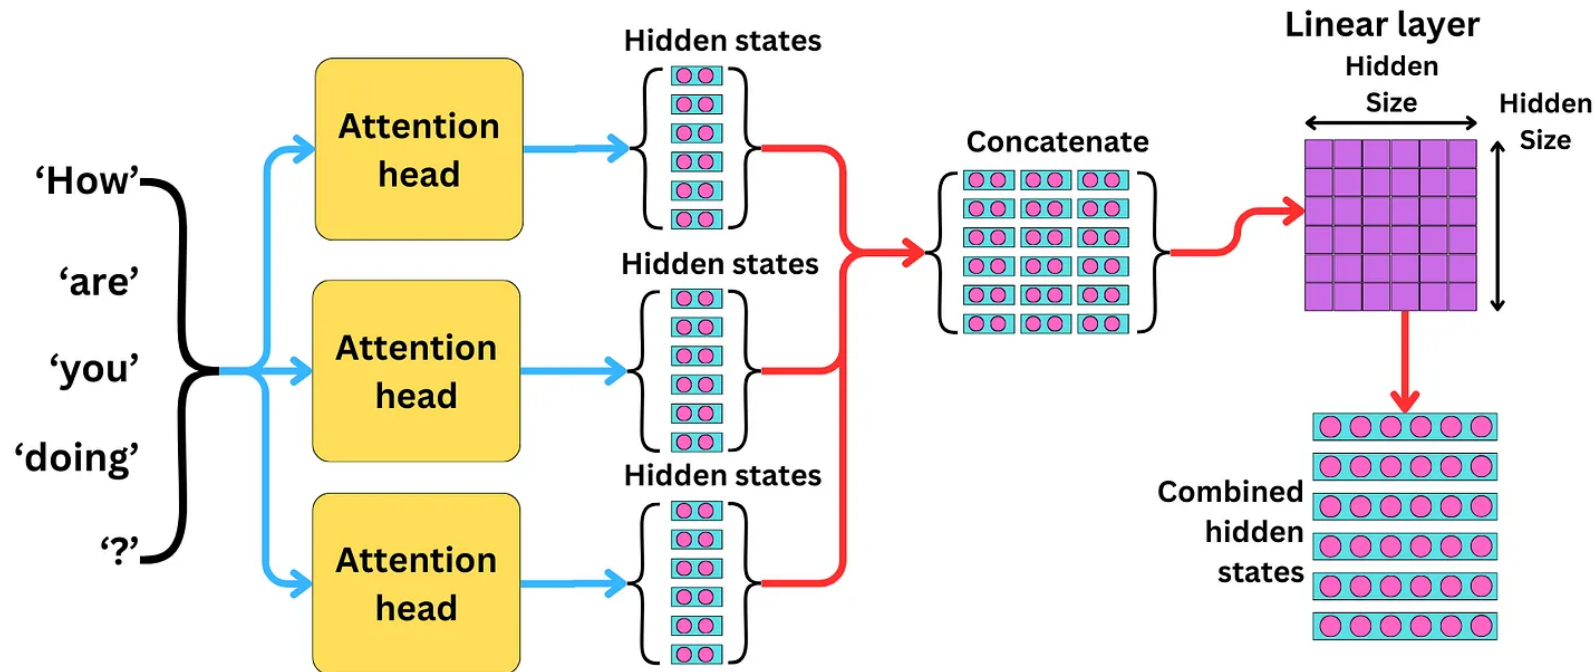 ‘How’
‘are’
‘you’
‘doing’
‘?’
Attention
head
Attention
head
Attention
head
Hidden states
Hidden states
Hidden states
Concatenate
Linear layer
Hidden
Size
Hidden
Size
Combined
hidden
states